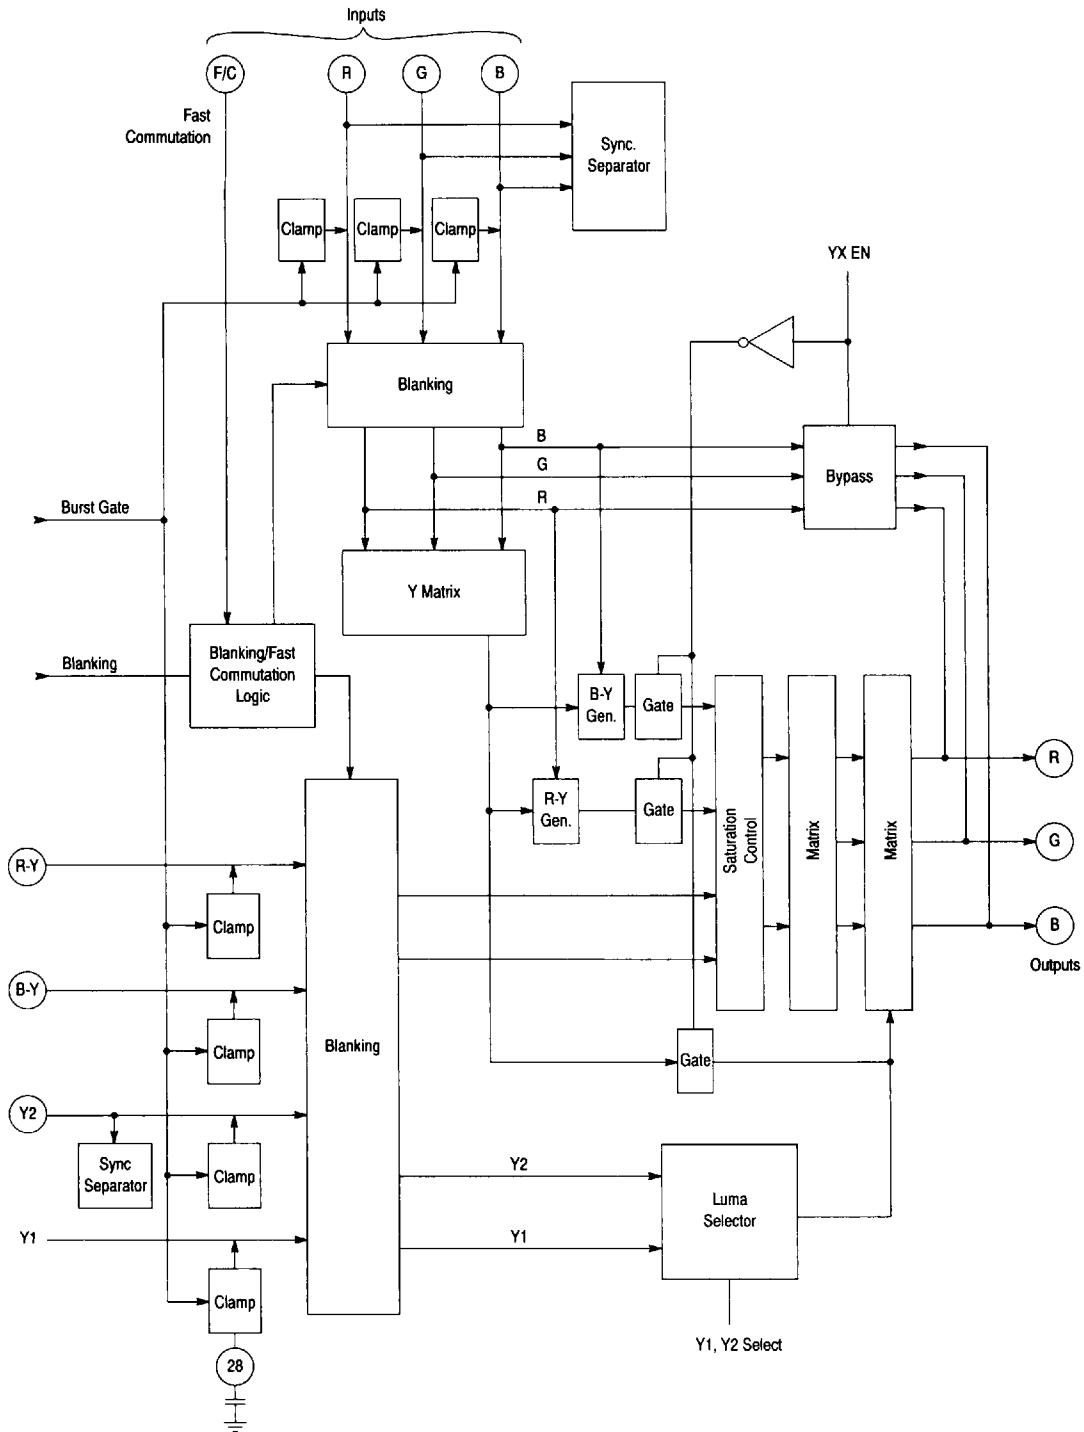 Inputs
F/C
R
G
B
Fast
Commutation
Sync.
Separator
Clamp
Clamp
Clamp
YX EN
Blanking
B
G
R
Bypass
Burst Gate
Y Matrix
Blanking
Blanking/Fast
Commutation
Logic
B-Y
Gen.
Gate
R-Y
Gen.
Gate
Saturation
Control
Matrix
Matrix
R
G
B
Outputs
R-Y
Clamp
B-Y
Clamp
Blanking
Gate
Y2
Sync
Separator
Clamp
Y2
Luma
Selector
Y1
Y1
Clamp
Y1, Y2 Select
28